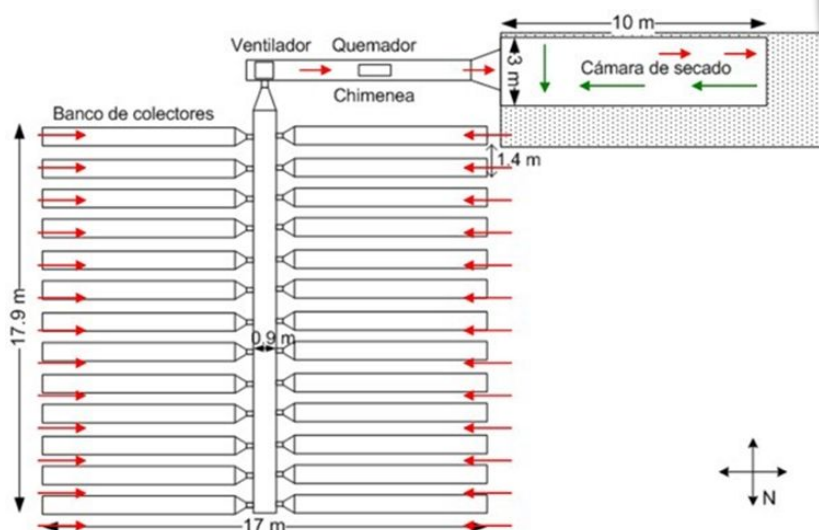 10 m
Ventilador
Quemador
3 m
Cámara de secado
Chimenea
Banco de colectores
1.4 m
17.9 m
0.9 m
17 m
N